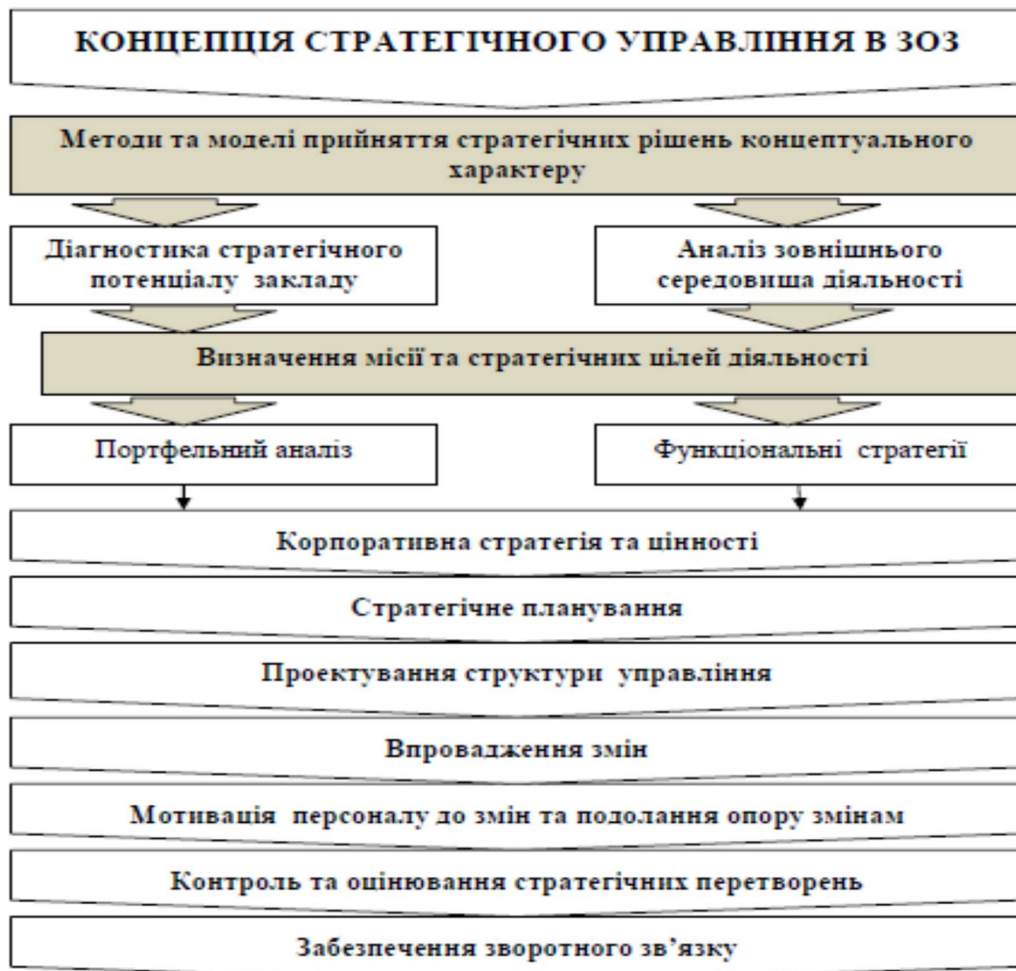 КОНЦЕПЦІЯ СТРАТЕГІЧНОГО УПРАВЛІННЯ В ЗОЗ
Методи та моделі прийняття стратегічних рішень концептуального
характеру
Діагностика стратегічного
потенціалу закладу
Аналіз зовнішнього
середовища діяльності
Визначення місії та стратегічних цілей діяльності
Портфельний аналіз
Функціональні стратегії
Корпоративна стратегія та цінності
Стратегічне планування
Проектування структури управління
Впровадження змін
Мотивація персоналу до змін та подолання опору змінам
Контроль та оцінювання стратегічних перетворень
Забезпечення зворотного зв’язку